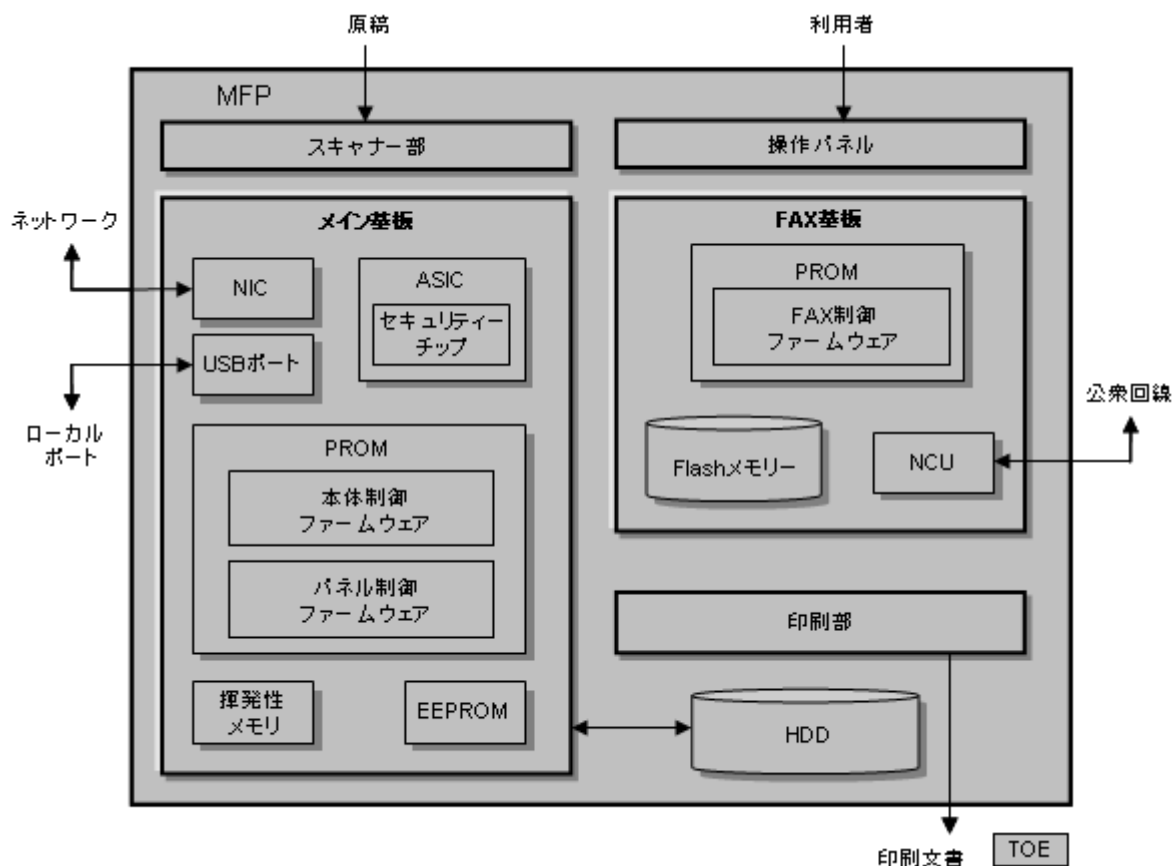 原稿
利用者
MFP
スキャナー部
操作パネル
ネットワーク
メイン基板
NIC
ASIC
セキュリティー
チップ
USBポート
ローカル
ポート
PROM
本体制御
ファームウェア
パネル制御
ファームウェア
揮発性
メモリ
EEPROM
FAX基板
PROM
FAX制御
ファームウェア
公衆回線
Flashメモリー
NCU
印刷部
HDD
印刷文書
TOE